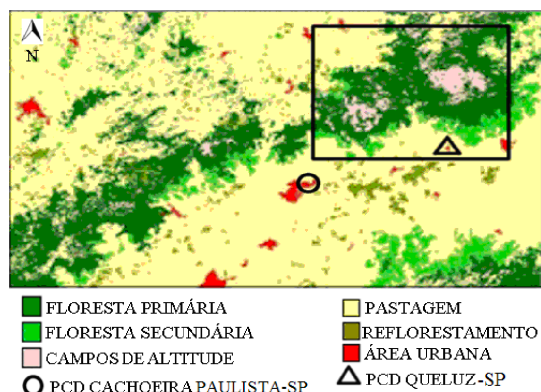 N
FLORESTA PRIMÁRIA
FLORESTA SECUNDÁRIA
CAMPOS DE ALTITUDE
PCD CACHOEIRA PAULISTA-SP
PASTAGEM
REFLORESTAMENTO
ÁREA URBANA
PCD QUELUZ-SP